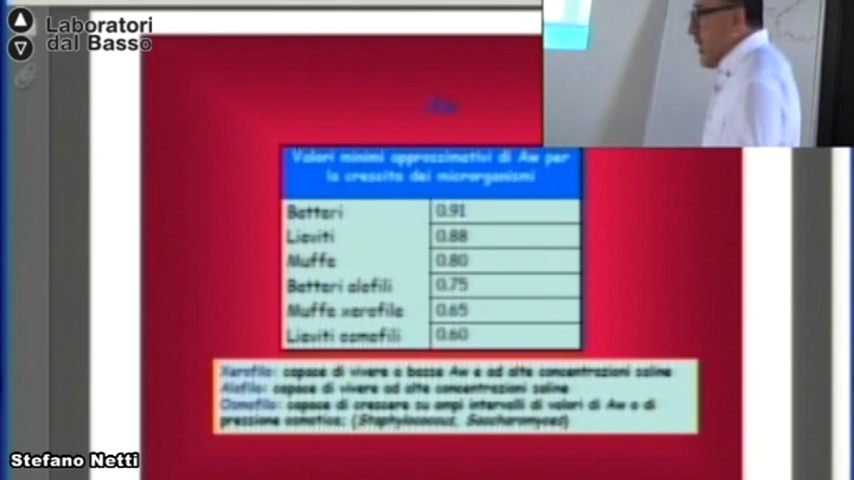 Laboratori
dal Basso
Aw
Valori minimi approssimativi di Aw per
la crescita dei microrganismi
Batteri 0.91
Lieviti 0.88
Muffe 0.80
Batteri alofili 0.75
Muffe xerofile 0.65
Lieviti osmofili 0.60
Xerofilo: capace di vivere a basse Aw e ad alte concentrazioni saline
Alofilo: capace di vivere ad alte concentrazioni saline
Osmofilo: capace di crescere su ampi intervalli di valori di Aw o di
pressione osmotica; (Staphylococcus, Saccharomyces)
Stefano Netti